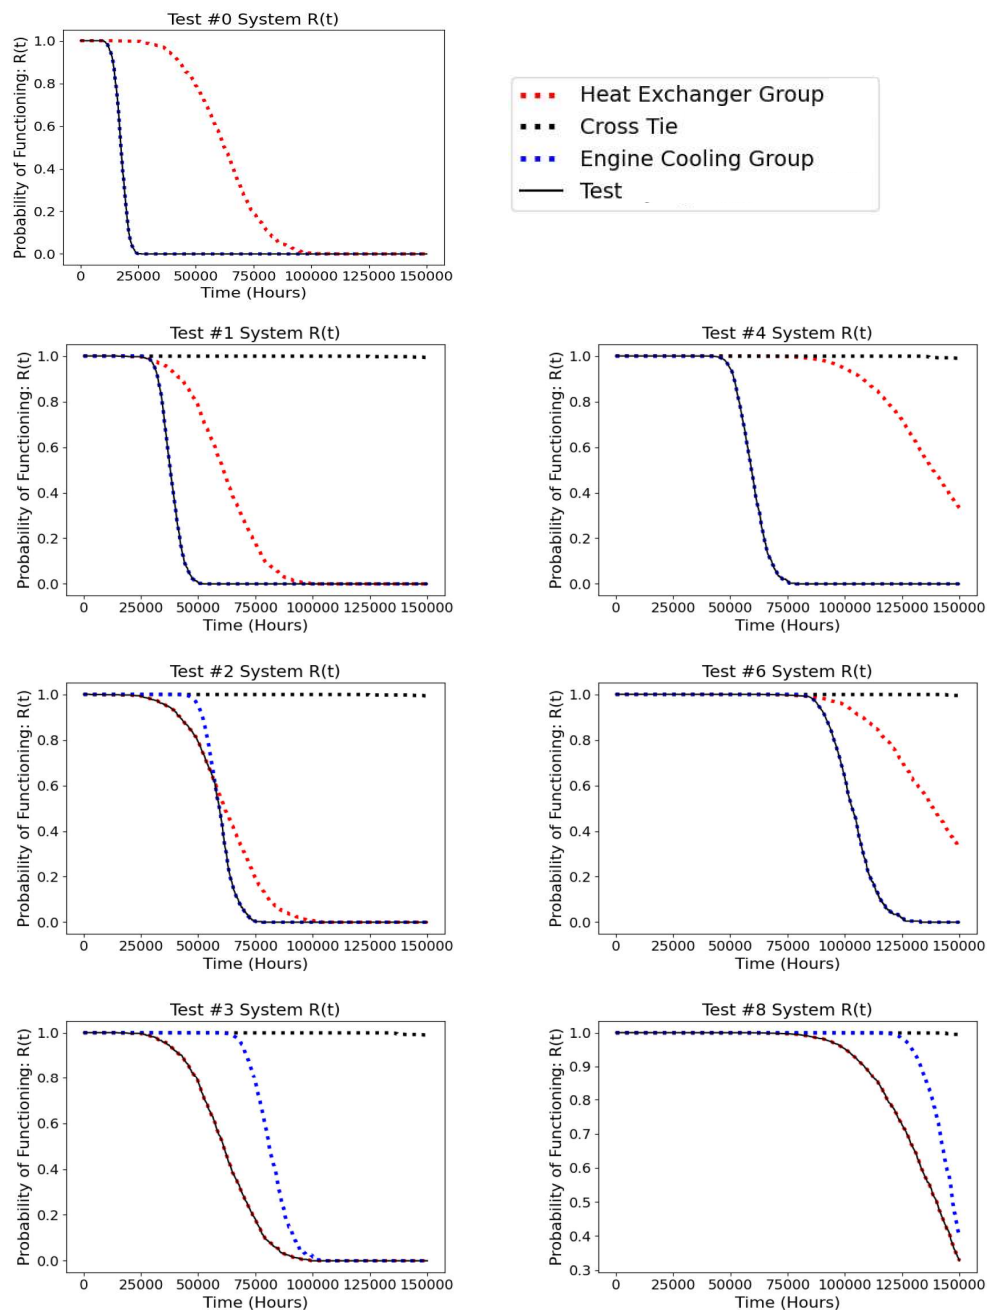 Test #0 System R(t)
Probability of Functioning: R(t)
1.0
0.8
0.6
0.4
0.2
0.0
0 25000 50000 75000 100000 125000 150000
Time (Hours)
Heat Exchanger Group
Cross Tie
Engine Cooling Group
Test
Test #1 System R(t)
Probability of Functioning: R(t)
1.0
0.8
0.6
0.4
0.2
0.0
0 25000 50000 75000 100000 125000 150000
Time (Hours)
Test #4 System R(t)
Probability of Functioning: R(t)
1.0
0.8
0.6
0.4
0.2
0.0
0 25000 50000 75000 100000 125000 150000
Time (Hours)
Test #2 System R(t)
Probability of Functioning: R(t)
1.0
0.8
0.6
0.4
0.2
0.0
0 25000 50000 75000 100000 125000 150000
Time (Hours)
Test #6 System R(t)
Probability of Functioning: R(t)
1.0
0.8
0.6
0.4
0.2
0.0
0 25000 50000 75000 100000 125000 150000
Time (Hours)
Test #3 System R(t)
Probability of Functioning: R(t)
1.0
0.8
0.6
0.4
0.2
0.0
0 25000 50000 75000 100000 125000 150000
Time (Hours)
Test #8 System R(t)
Probability of Functioning: R(t)
1.0
0.9
0.8
0.7
0.6
0.5
0.4
0.3
0 25000 50000 75000 100000 125000 150000
Time (Hours)